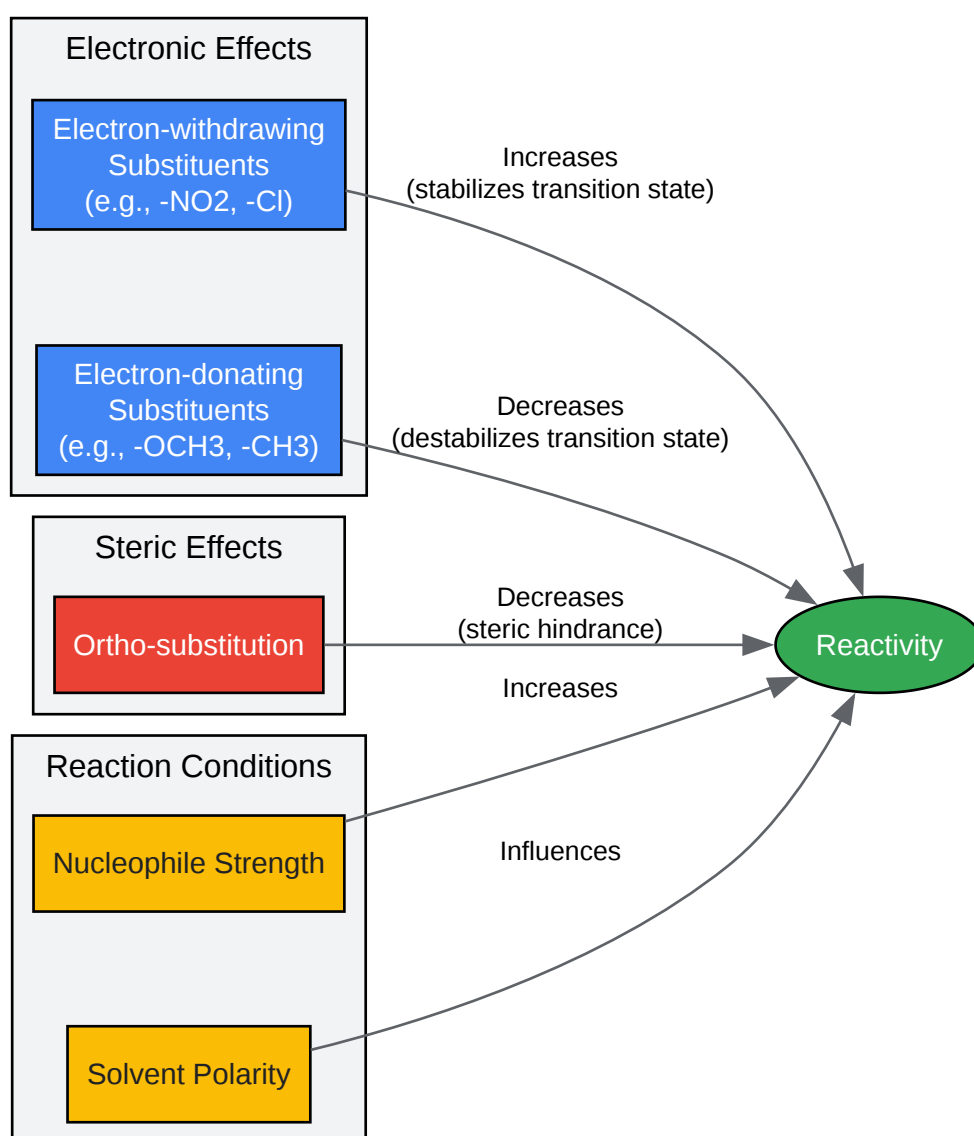 Electronic Effects
Electron-withdrawing
Substituents
(e.g., -NO2, -Cl)
Increases
(stabilizes transition state)
Electron-donating
Substituents
(e.g., -OCH3, -CH3)
Decreases
(destabilizes transition state)
Steric Effects
Ortho-substitution
Decreases
(steric hindrance)
Reactivity
Increases
Reaction Conditions
Nucleophile Strength
Influences
Solvent Polarity